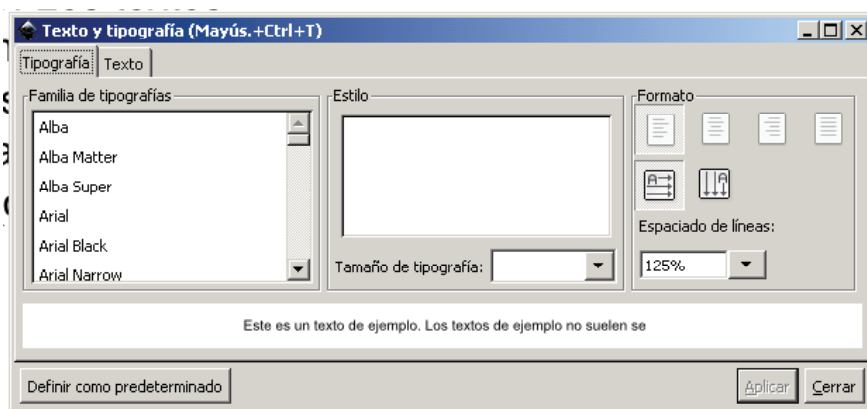 Texto y tipografía (Mayús.+Ctrl+T)
Tipografía Texto
Familia de tipografías
Alba
Alba Matter
Alba Super
Arial
Arial Black
Arial Narrow
Estilo
Tamaño de tipografía:
Formato
Espaciado de líneas:
125%
Este es un texto de ejemplo. Los textos de ejemplo no suelen se
Definir como predeterminado
Aplicar
Cerrar